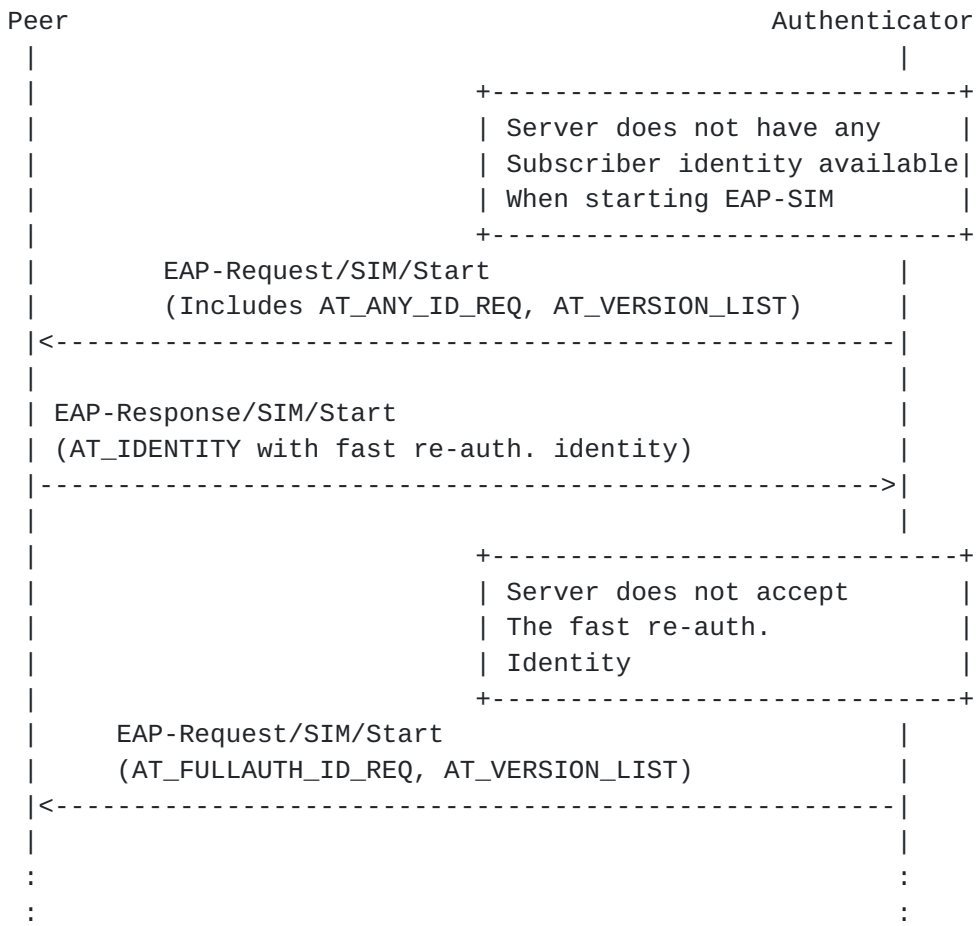 Peer Authenticator
Server does not have any
Subscriber identity available
When starting EAP-SIM
EAP-Request/SIM/Start
(Includes AT_ANY_ID_REQ, AT_VERSION_LIST)
EAP-Response/SIM/Start
(AT_IDENTITY with fast re-auth. identity)
Server does not accept
The fast re-auth.
Identity
EAP-Request/SIM/Start
(AT_FULLAUTH_ID_REQ, AT_VERSION_LIST)